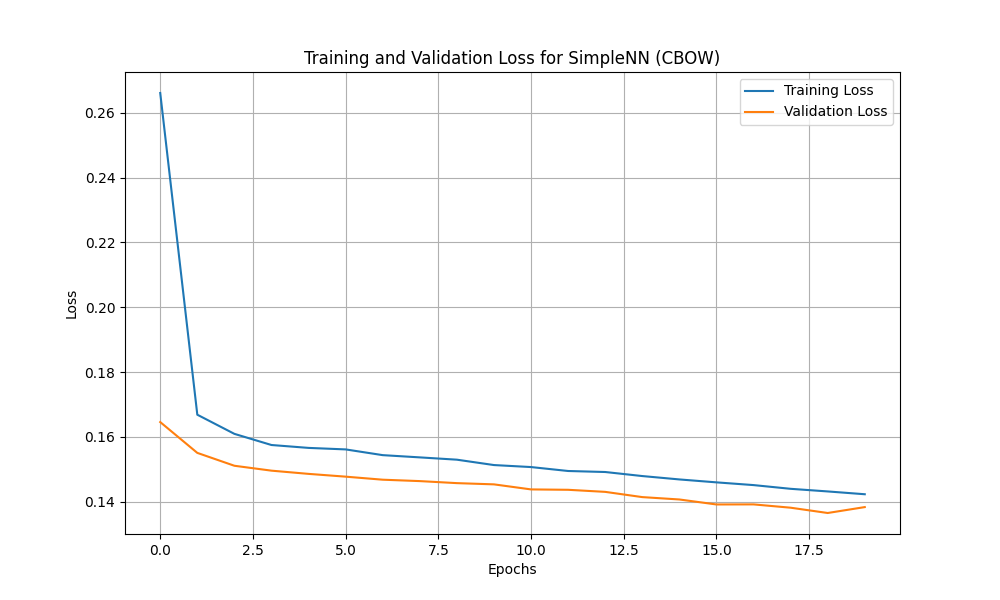 Training and Validation Loss for SimpleNN (CBOW)
Training Loss
Validation Loss
0.26
0.24
0.22
0.20
0.18
0.16
0.14
Loss
0.0 2.5 5.0 7.5 10.0 12.5 15.0 17.5
Epochs